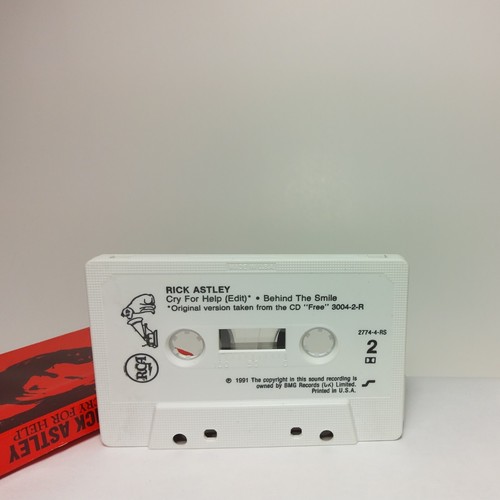 RICK ASTLEY
Cry For Help (Edit)* • Behind The Smile
*Original version taken from the CD "Free" 3004-2-R
2774-4-RS
2
RCA
℗ 1991 The copyright in this sound recording is
owned by BMG Records (UK) Limited.
Printed in U.S.A.
RICK ASTLEY
CRY FOR HELP